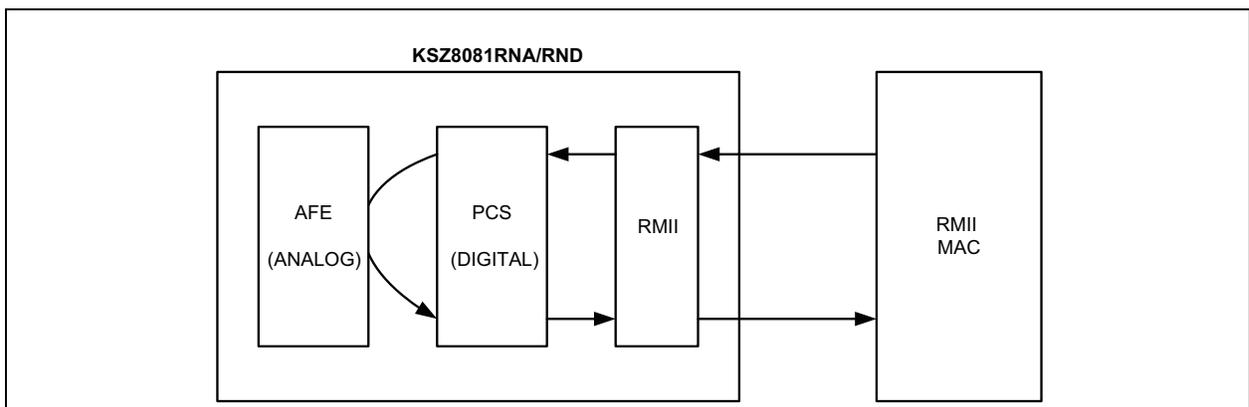 KSZ8081RNA/RND
AFE
(ANALOG)
PCS
(DIGITAL)
RMII
RMII
MAC